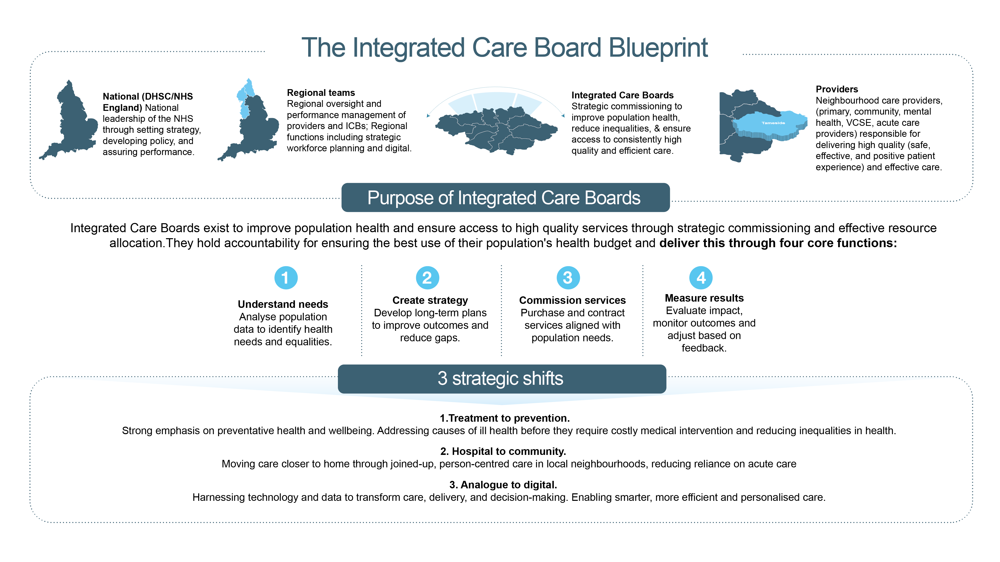 The Integrated Care Board Blueprint
National (DHSC/NHS
England) National
leadership of the NHS
through setting strategy,
developing policy, and
assuring performance.
Regional teams
Regional oversight and
performance management of
providers and ICBs; Regional
functions including strategic
workforce planning and digital.
Integrated Care Boards
Strategic commissioning to
improve population health,
reduce inequalities, & ensure
access to consistently high
quality and efficient care.
Tameside
Providers
Neighbourhood care providers,
(primary, community, mental
health, VCSE, acute care
providers) responsible for
delivering high quality (safe,
effective, and positive patient
experience) and effective care.
Purpose of Integrated Care Boards
Integrated Care Boards exist to improve population health and ensure access to high quality services through strategic commissioning and effective resource
allocation.They hold accountability for ensuring the best use of their population's health budget and deliver this through four core functions:
1
Understand needs
Analyse population
data to identify health
needs and equalities.
2
Create strategy
Develop long-term plans
to improve outcomes and
reduce gaps.
3
Commission services
Purchase and contract
services aligned with
population needs.
4
Measure results
Evaluate impact,
monitor outcomes and
adjust based on
feedback.
3 strategic shifts
1.Treatment to prevention.
Strong emphasis on preventative health and wellbeing. Addressing causes of ill health before they require costly medical intervention and reducing inequalities in health.
2. Hospital to community.
Moving care closer to home through joined-up, person-centred care in local neighbourhoods, reducing reliance on acute care
3. Analogue to digital.
Harnessing technology and data to transform care, delivery, and decision-making. Enabling smarter, more efficient and personalised care.